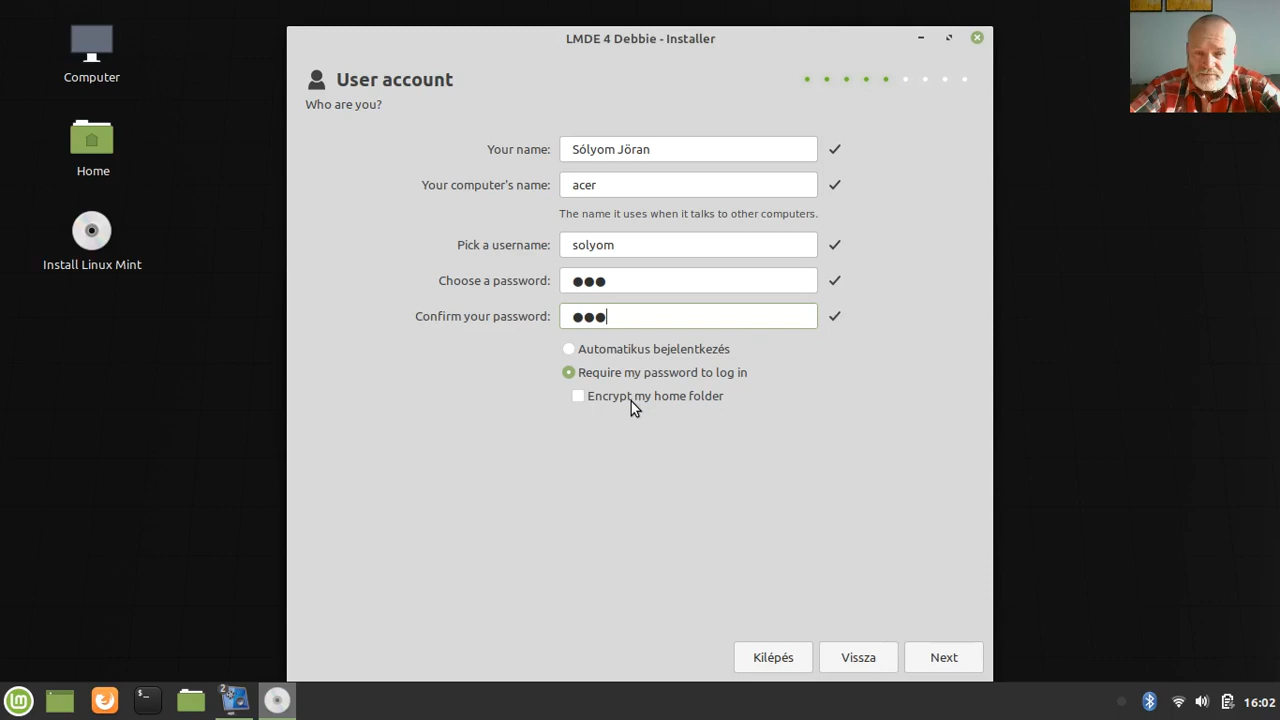 LMDE 4 Debbie - Installer
Computer
Home
Install Linux Mint
User account
Who are you?
Your name: Sólyom Jöran
Your computer's name: acer
The name it uses when it talks to other computers.
Pick a username: solyom
Choose a password: ●●●
Confirm your password: ●●●
Automatikus bejelentkezés
Require my password to log in
Encrypt my home folder
Kilépés Vissza Next
lm
>_
2
16:02